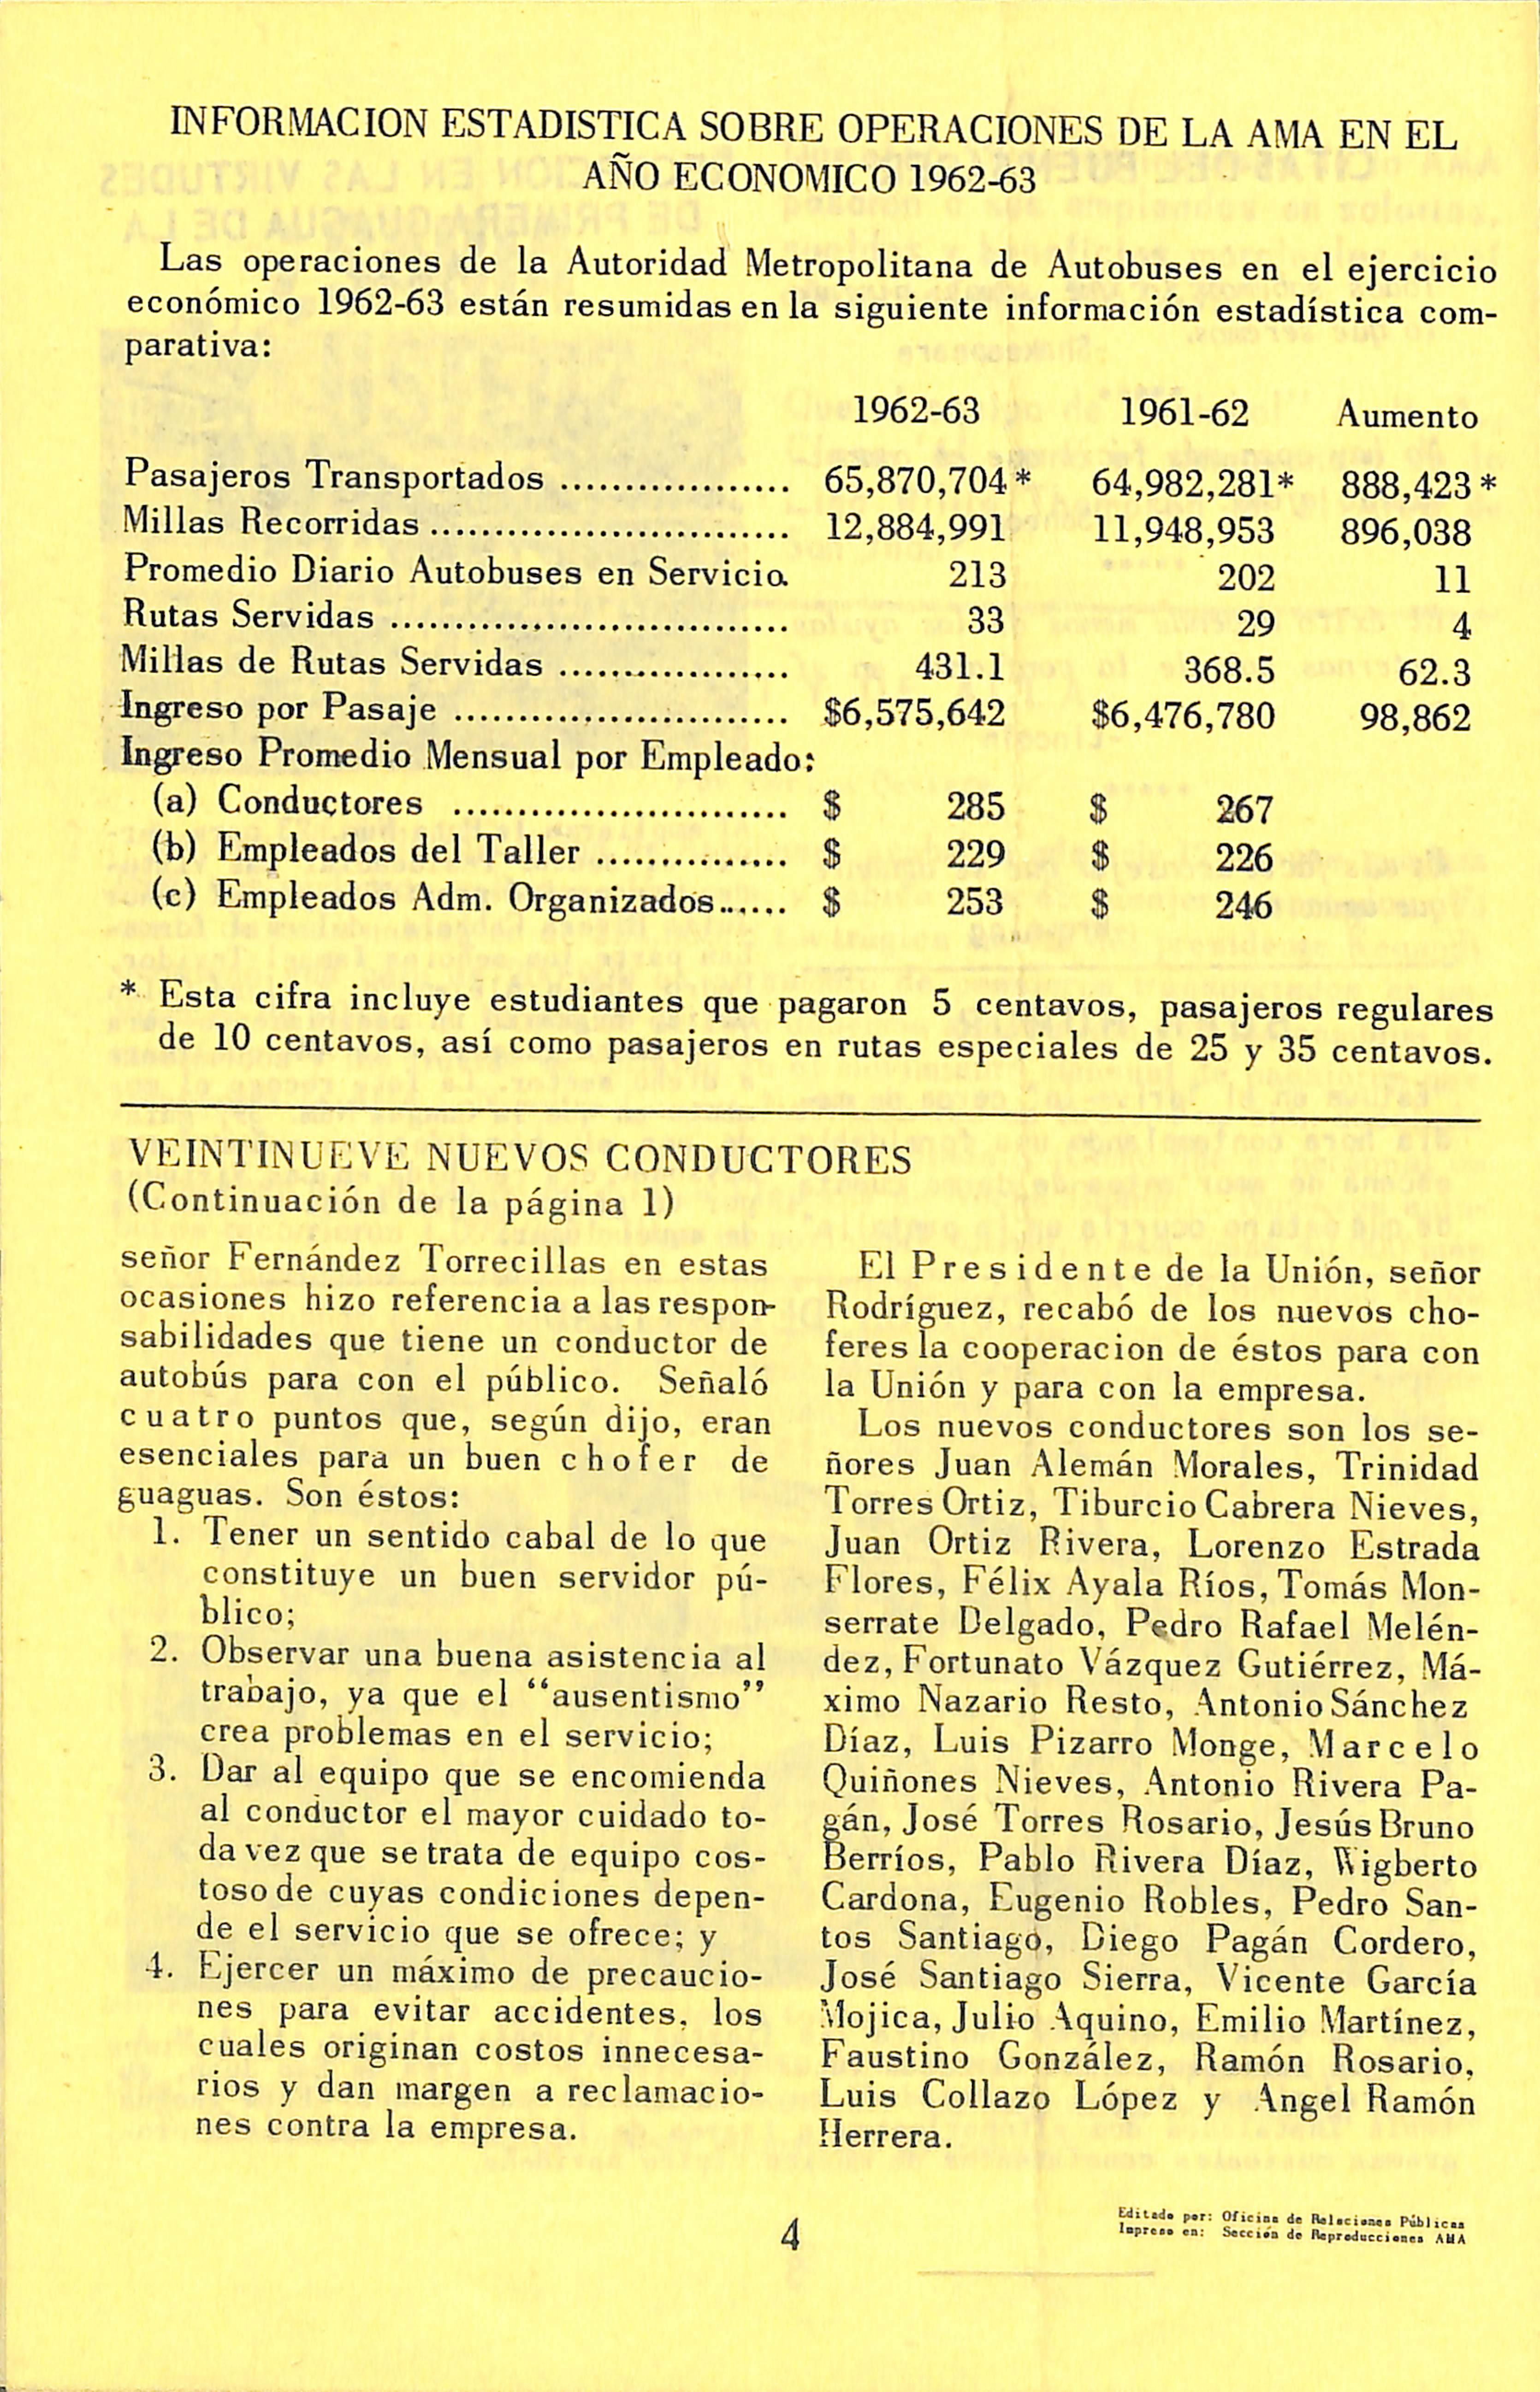 INFORMACION ESTADISTICA SOBRE OPERACIONES DE LA AMA EN EL
AÑO ECONOMICO 1962-63
Las operaciones de la Autoridad Metropolitana de Autobuses en el ejercicio
económico 1962-63 están resumidas en la siguiente información estadística com-
parativa:
1962-63 1961-62 Aumento
Pasajeros Transportados .................. 65,870,704* 64,982,281* 888,423*
Millas Recorridas ............................ 12,884,991 11,948,953 896,038
Promedio Diario Autobuses en Servicio. 213 202 11
Rutas Servidas ............................... 33 29 4
Millas de Rutas Servidas .................. 431.1 368.5 62.3
Ingreso por Pasaje .......................... $6,575,642 $6,476,780 98,862
Ingreso Promedio Mensual por Empleado:
(a) Conductores .......................... $ 285 $ 267
(b) Empleados del Taller ............... $ 229 $ 226
(c) Empleados Adm. Organizados...... $ 253 $ 246
* Esta cifra incluye estudiantes que pagaron 5 centavos, pasajeros regulares
de 10 centavos, así como pasajeros en rutas especiales de 25 y 35 centavos.
VEINTINUEVE NUEVOS CONDUCTORES
(Continuación de la página 1)
señor Fernández Torrecillas en estas
ocasiones hizo referencia a las respon-
sabilidades que tiene un conductor de
autobús para con el público. Señaló
cuatro puntos que, según dijo, eran
esenciales para un buen chofer de
guaguas. Son éstos:
1. Tener un sentido cabal de lo que
constituye un buen servidor pú-
blico;
2. Observar una buena asistencia al
trabajo, ya que el "ausentismo"
crea problemas en el servicio;
3. Dar al equipo que se encomienda
al conductor el mayor cuidado to-
da vez que se trata de equipo cos-
toso de cuyas condiciones depen-
de el servicio que se ofrece; y
4. Ejercer un máximo de precaucio-
nes para evitar accidentes, los
cuales originan costos innecesa-
rios y dan margen a reclamacio-
nes contra la empresa.
El Presidente de la Unión, señor
Rodríguez, recabó de los nuevos cho-
feres la cooperacion de éstos para con
la Unión y para con la empresa.
Los nuevos conductores son los se-
ñores Juan Alemán Morales, Trinidad
Torres Ortiz, Tiburcio Cabrera Nieves,
Juan Ortiz Rivera, Lorenzo Estrada
Flores, Félix Ayala Ríos, Tomás Mon-
serrate Delgado, Pedro Rafael Melén-
dez, Fortunato Vázquez Gutiérrez, Má-
ximo Nazario Resto, Antonio Sánchez
Díaz, Luis Pizarro Monge, Marcelo
Quiñones Nieves, Antonio Rivera Pa-
gán, José Torres Rosario, Jesús Bruno
Berríos, Pablo Rivera Díaz, Wigberto
Cardona, Eugenio Robles, Pedro San-
tos Santiago, Diego Pagán Cordero,
José Santiago Sierra, Vicente García
Mojica, Julio Aquino, Emilio Martínez,
Faustino González, Ramón Rosario,
Luis Collazo López y Angel Ramón
Herrera.
4
Editado por: Oficina de Relaciones Públicas
Impreso en: Sección de Reproducciones AMA